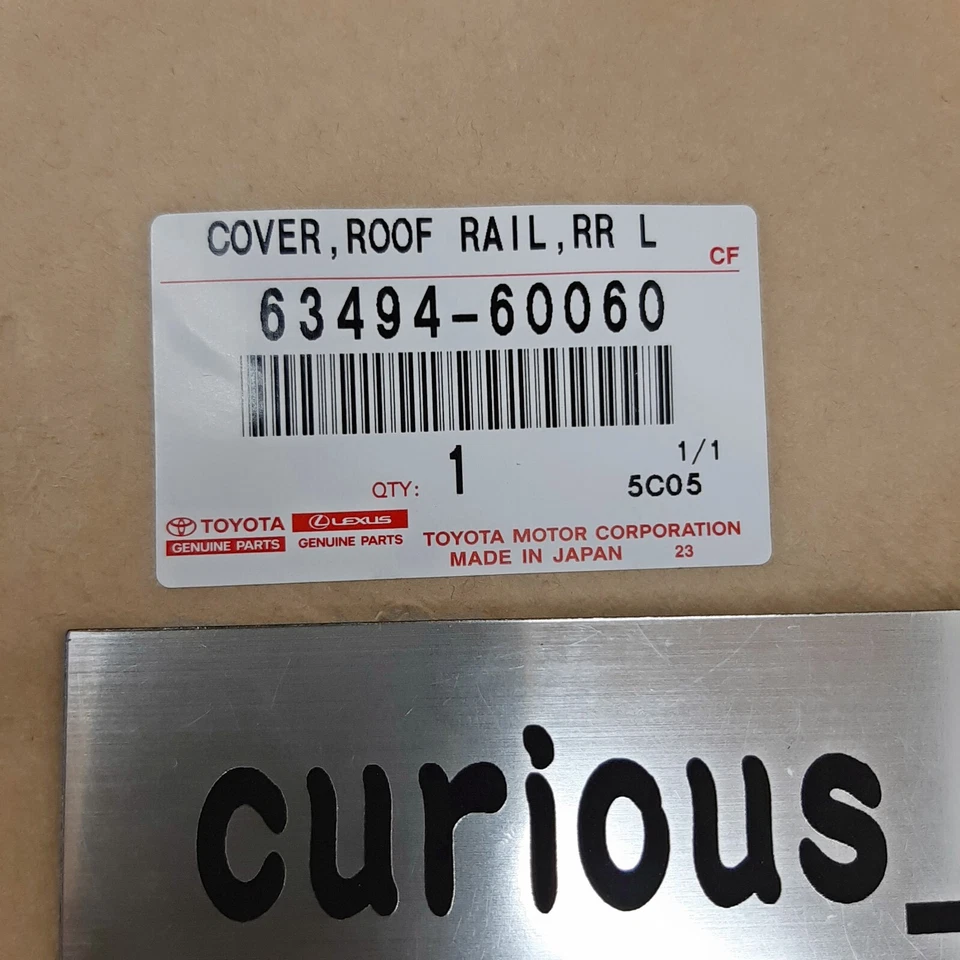 COVER,ROOF RAIL,RR L
CF
63494-60060
QTY: 1
1/1
5C05
TOYOTA
GENUINE PARTS
LEXUS
GENUINE PARTS
TOYOTA MOTOR CORPORATION
MADE IN JAPAN 23
curious_